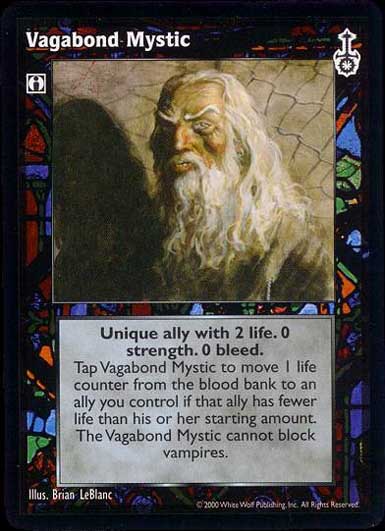 Vagabond Mystic
Unique ally with 2 life. 0
strength. 0 bleed.
Tap Vagabond Mystic to move 1 life
counter from the blood bank to an
ally you control if that ally has fewer
life than his or her starting amount.
The Vagabond Mystic cannot block
vampires.
Illus. Brian LeBlanc
© 2000 White Wolf Publishing, Inc. All Rights Reserved.